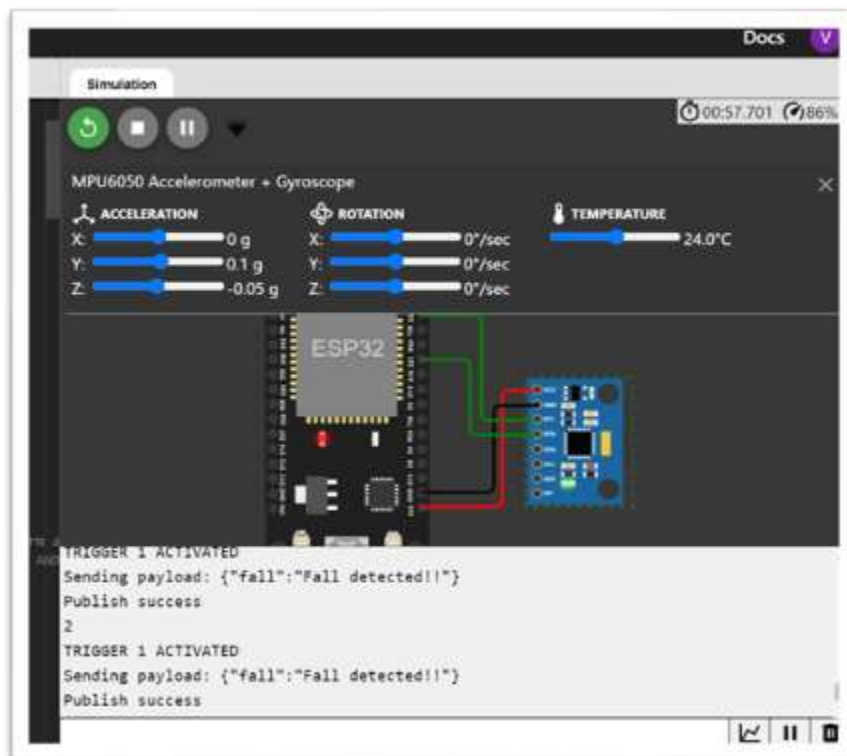 Docs V
Simulation
00:57.701 86%
MPU6050 Accelerometer + Gyroscope
ACCELERATION ROTATION TEMPERATURE
X: 0 g X: 0°/sec 24.0°C
Y: 0.1 g Y: 0°/sec
Z: -0.05 g Z: 0°/sec
ESP32
TRIGGER 1 ACTIVATED
Sending payload: {"fall":"Fall detected!!"}
Publish success
2
TRIGGER 1 ACTIVATED
Sending payload: {"fall":"Fall detected!!"}
Publish success